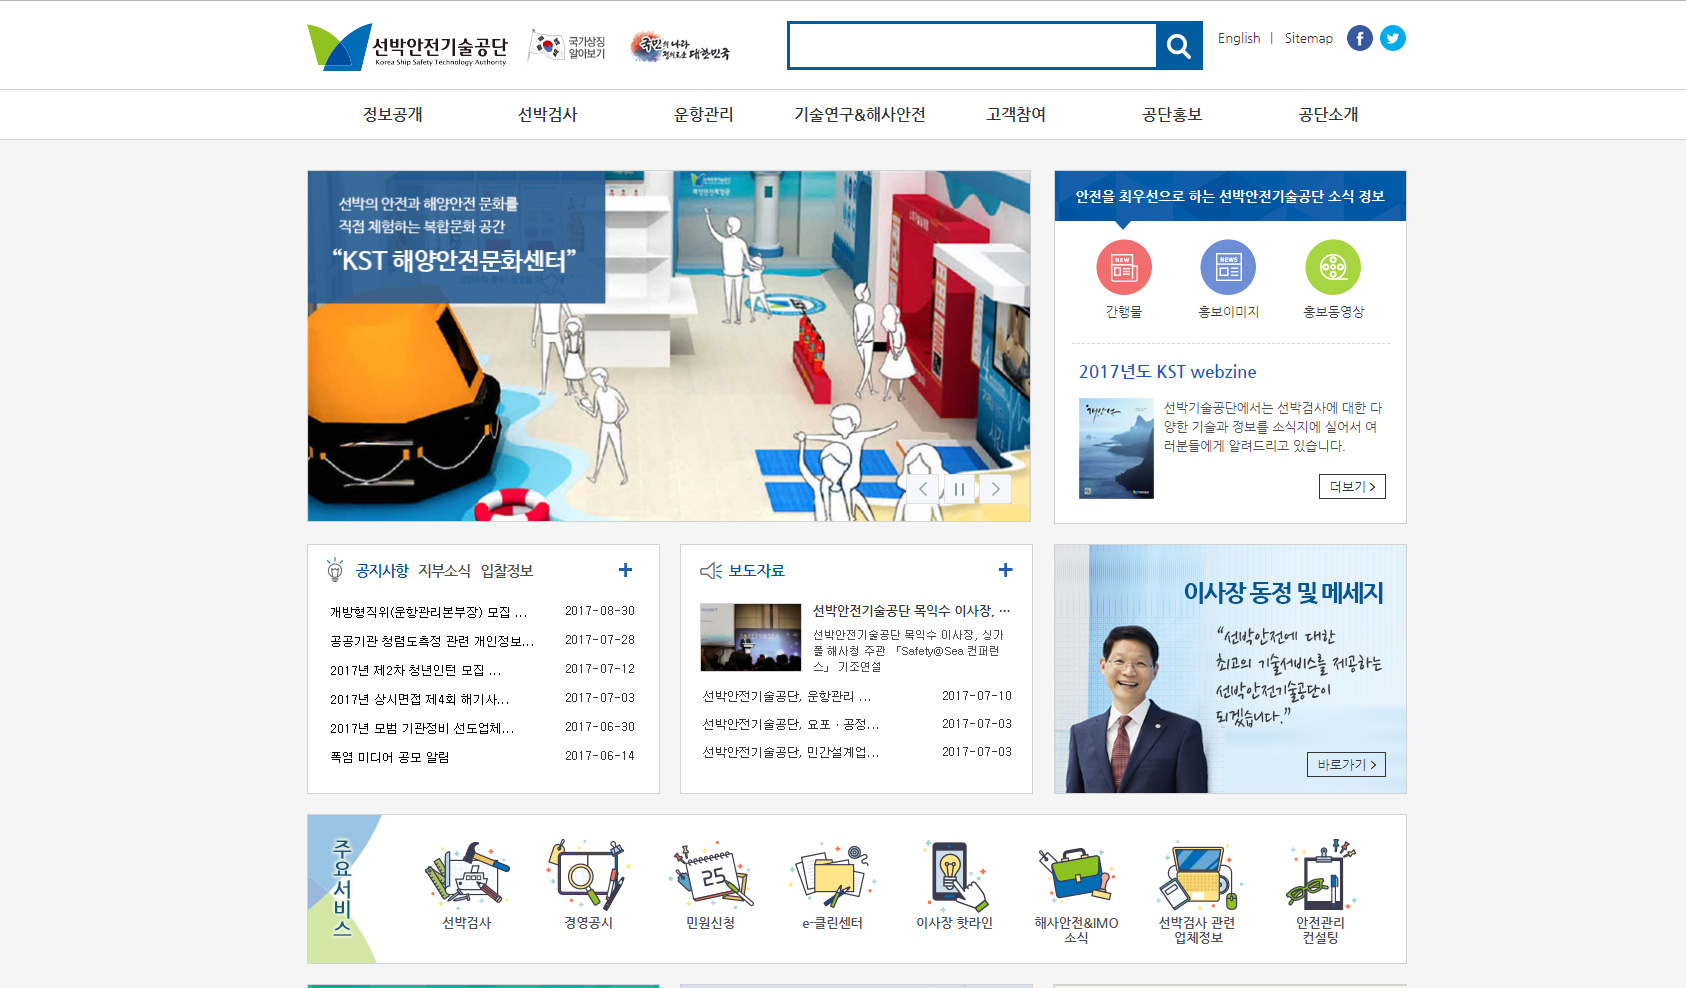 선박안전기술공단
Korea Ship Safety Technology Authority
국가상징
알아보기
국민의 나라
정의로운 대한민국
English | Sitemap
정보공개 선박검사 운항관리 기술연구&해사안전 고객참여 공단홍보 공단소개
선박의 안전과 해양안전 문화를
직접 체험하는 복합문화 공간
“KST 해양안전문화센터”
안전을 최우선으로 하는 선박안전기술공단 소식 정보
NEW
NEWS
간행물 홍보이미지 홍보동영상
2017년도 KST webzine
선박기술공단에서는 선박검사에 대한 다
양한 기술과 정보를 소식지에 실어서 여
러분들에게 알려드리고 있습니다.
더보기 >
공지사항 지부소식 입찰정보 +
개방형직위(운항관리본부장) 모집 ... 2017-08-30
공공기관 청렴도측정 관련 개인정보... 2017-07-28
2017년 제2차 청년인턴 모집 ... 2017-07-12
2017년 상시면접 제4회 해기사... 2017-07-03
2017년 모범 기관정비 선도업체... 2017-06-30
폭염 미디어 공모 알림 2017-06-14
보도자료 +
선박안전기술공단 목익수 이사장, ...
선박안전기술공단 목익수 이사장, 싱가
폴 해사청 주관 「Safety@Sea 컨퍼런
스」 기조연설
선박안전기술공단, 운항관리 ... 2017-07-10
선박안전기술공단, 요포 · 공정... 2017-07-03
선박안전기술공단, 민간설계업... 2017-07-03
이사장 동정 및 메세지
“선박안전에 대한
최고의 기술서비스를 제공하는
선박안전기술공단이
되겠습니다.”
바로가기 >
주요서비스
25
선박검사 경영공시 민원신청 e-클린센터 이사장 핫라인 해사안전&IMO 소식 선박검사 관련 업체정보 안전관리 컨설팅